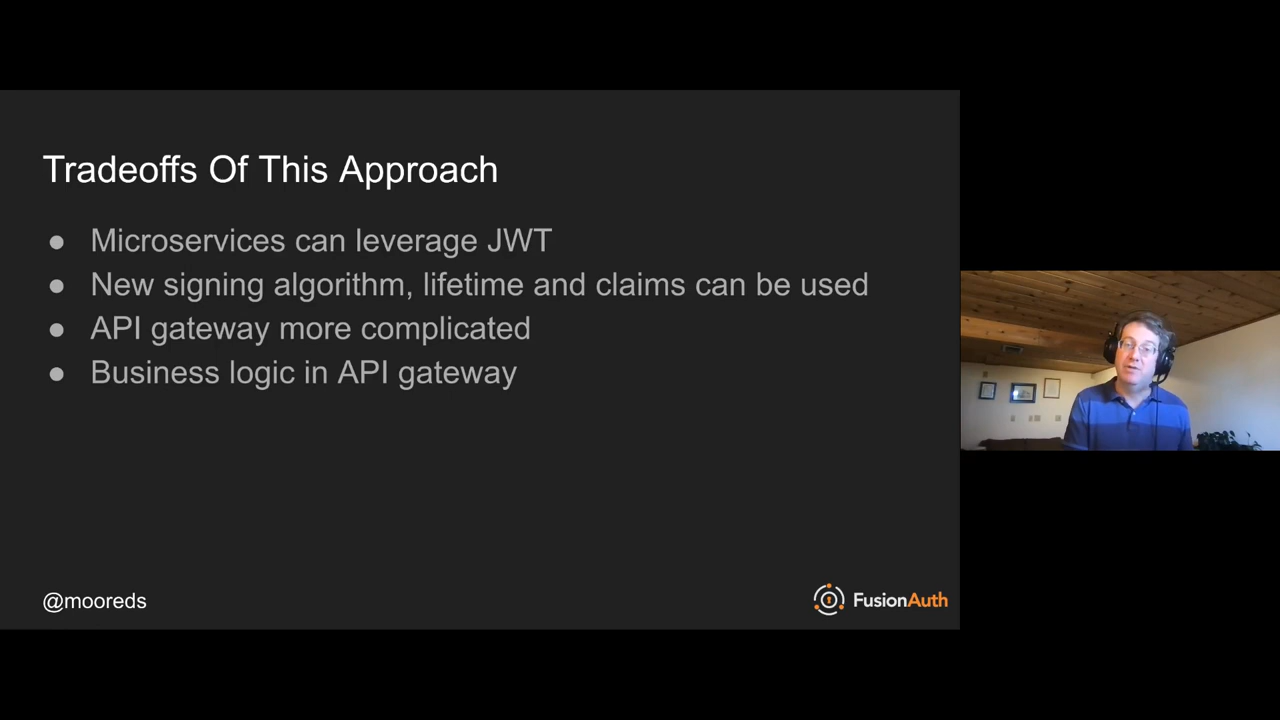 Tradeoffs Of This Approach
● Microservices can leverage JWT
● New signing algorithm, lifetime and claims can be used
● API gateway more complicated
● Business logic in API gateway
@mooreds
FusionAuth